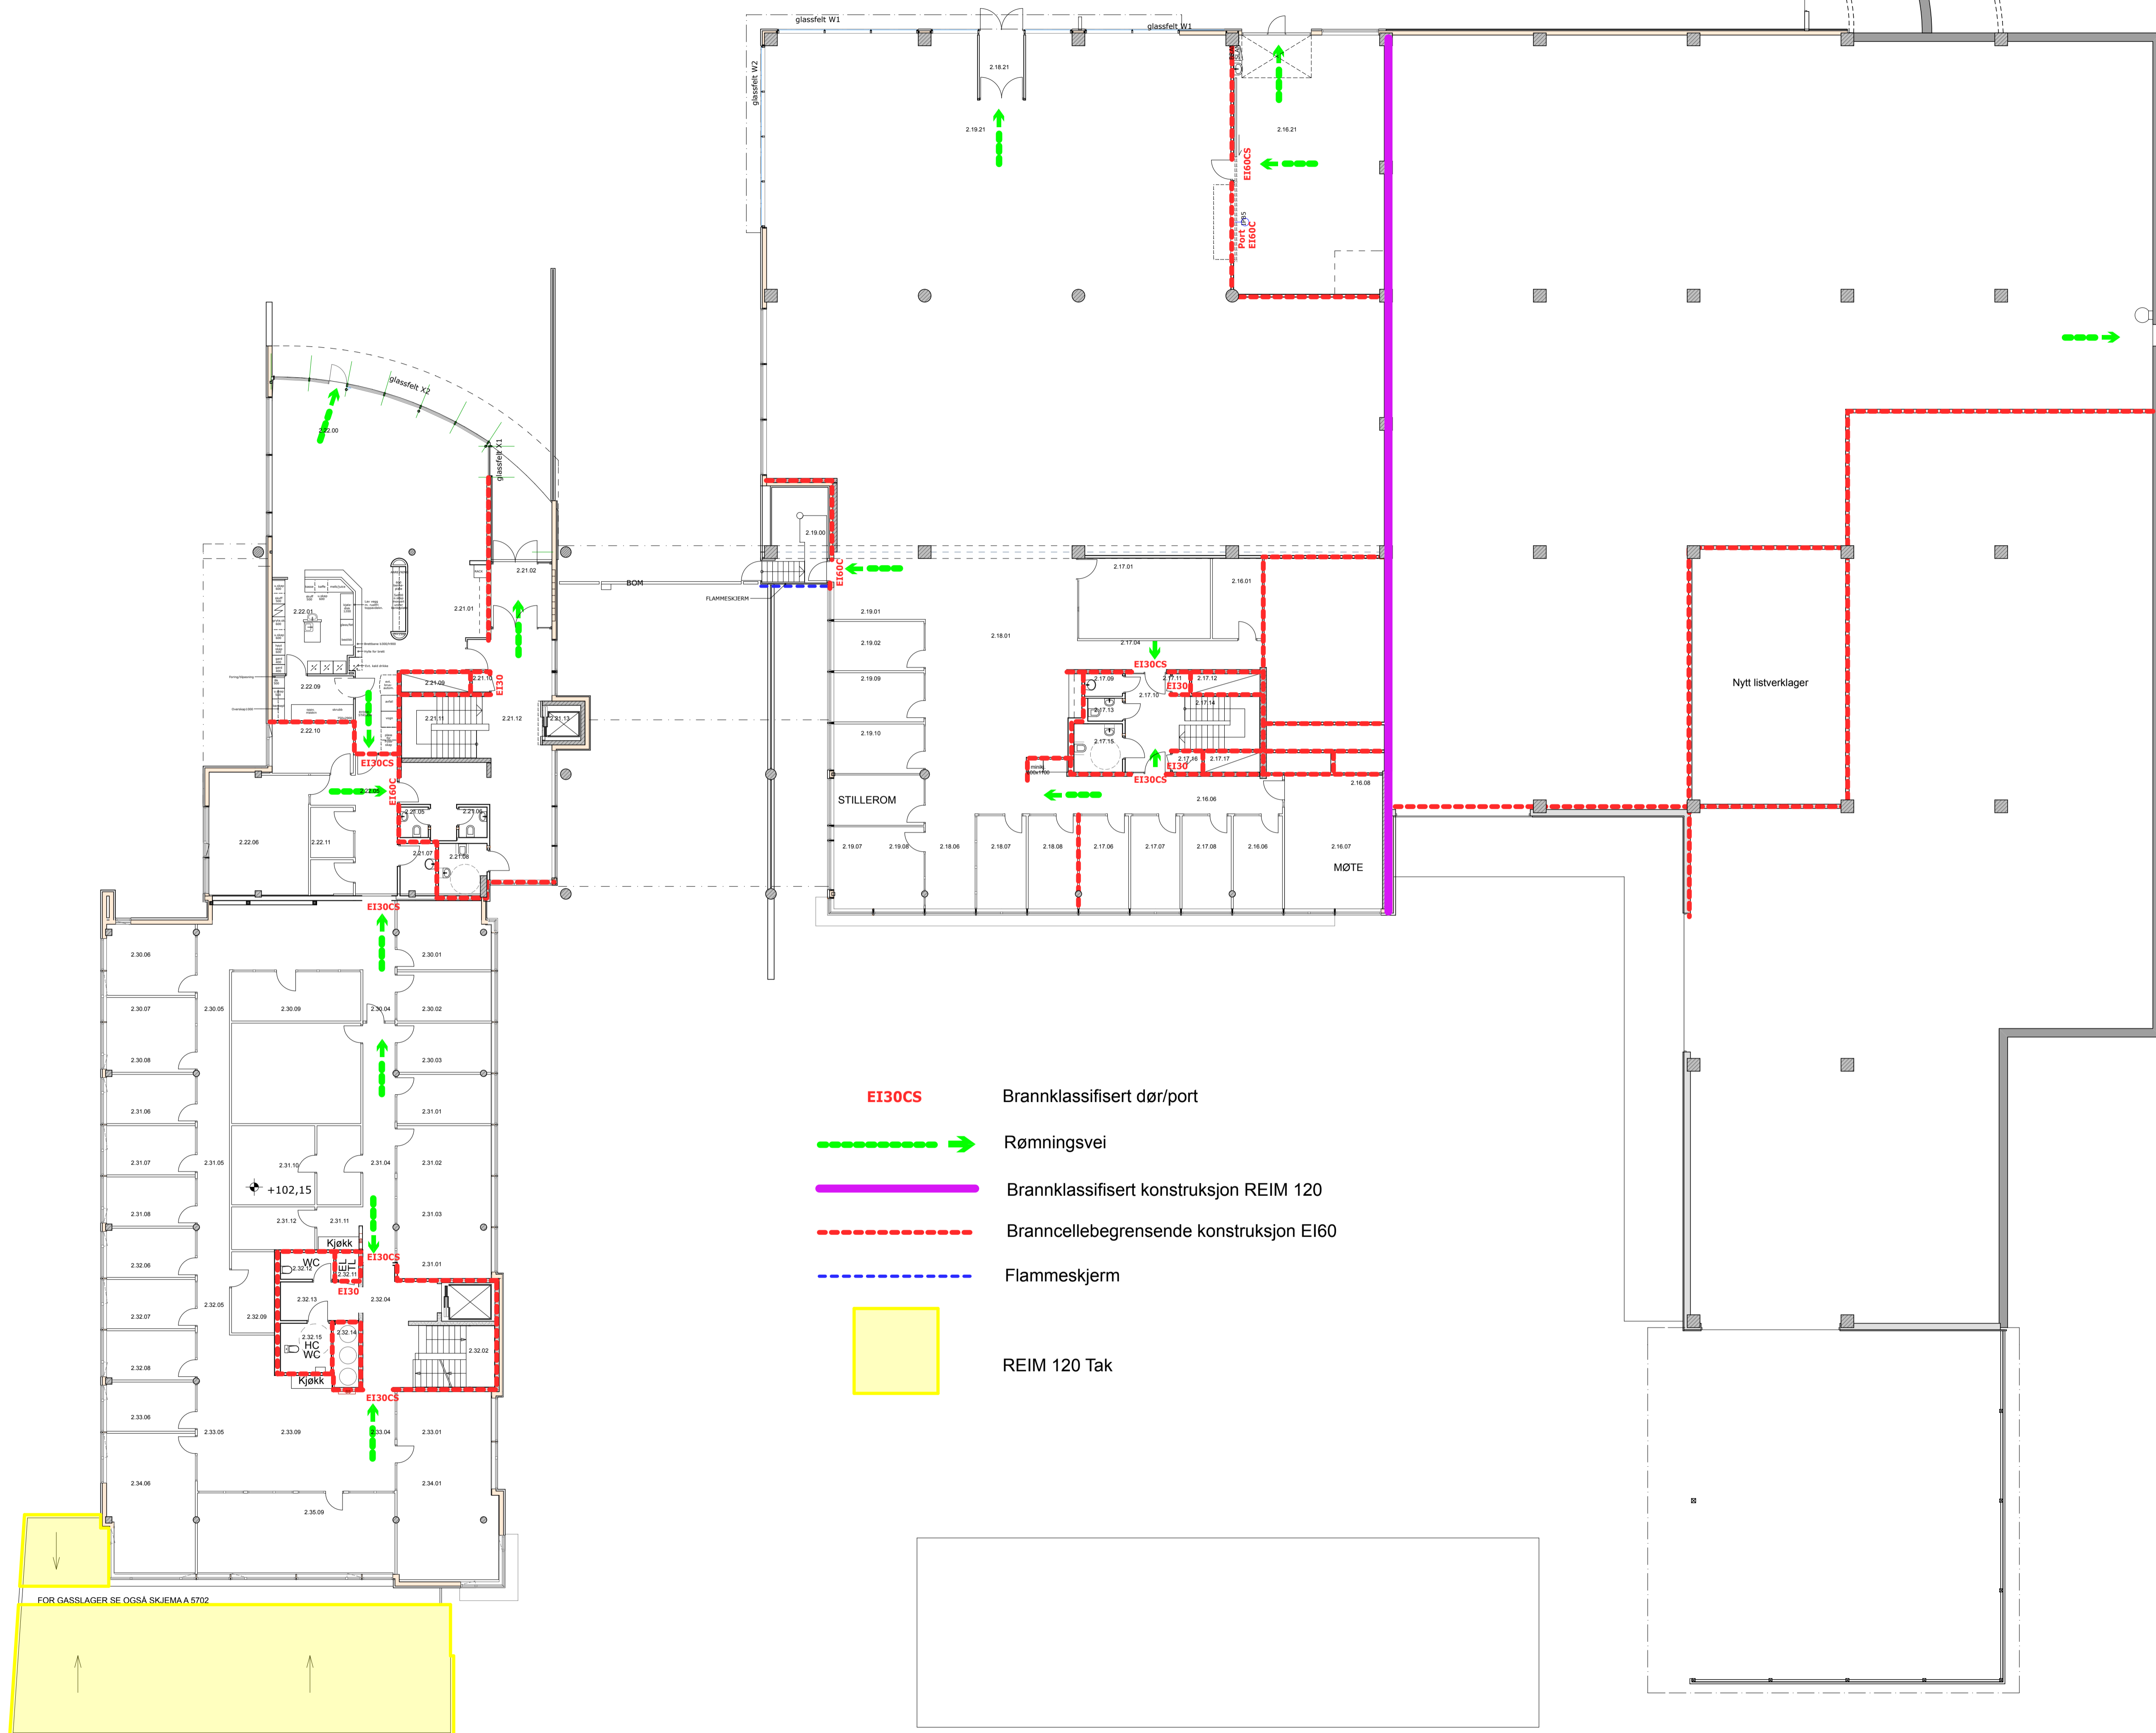 glassfelt W1
glassfelt W1
glassfelt W2
2.18.21
2.19.21
2.16.21
EI60CS
Port
EI60C
glassfelt X2
2.22.00
glassfelt X1
2.21.02
2.21.01
2.22.01
2.22.09
2.22.10
2.21.09
2.21.10
EI30
2.21.11
2.21.12
2.21.13
EI30CS
EI60C
2.21.05
2.21.07
2.21.08
2.22.06
2.22.11
BOM
FLAMMESKJERM
2.19.00
EI60C
2.19.01
2.19.02
2.19.09
2.19.10
STILLEROM
2.19.07
2.19.08
2.18.01
2.17.01
2.16.01
2.17.04
EI30CS
2.17.09
2.17.11
2.17.12
EI30
2.17.10
2.17.13
2.17.14
2.17.15
2.17.16
2.17.17
EI30
EI30CS
2.16.08
2.16.06
2.18.06
2.18.07
2.18.08
2.17.06
2.17.07
2.17.08
2.16.06
2.16.07
MØTE
Nytt listverklager
EI30CS
2.30.06
2.30.01
2.30.07
2.30.05
2.30.09
2.30.04
2.30.02
2.30.08
2.30.03
2.31.06
2.31.01
2.31.07
2.31.05
2.31.10
2.31.04
2.31.02
+102,15
2.31.08
2.31.12
2.31.11
2.31.03
Kjøkk
EI30CS
2.32.06
WC
2.32.12
EL
TL
2.32.11
2.31.01
EI30
2.32.05
2.32.13
2.32.04
2.32.07
2.32.09
2.32.15
2.32.14
HC
WC
2.32.02
2.32.08
Kjøkk
EI30CS
2.33.06
2.33.05
2.33.09
2.33.04
2.33.01
2.34.06
2.34.01
2.35.09
FOR GASSLAGER SE OGSÅ SKJEMA A 5702
EI30CS
Brannklassifisert dør/port
Rømningsvei
Brannklassifisert konstruksjon REIM 120
Branncellebegrensende konstruksjon EI60
Flammeskjerm
REIM 120 Tak